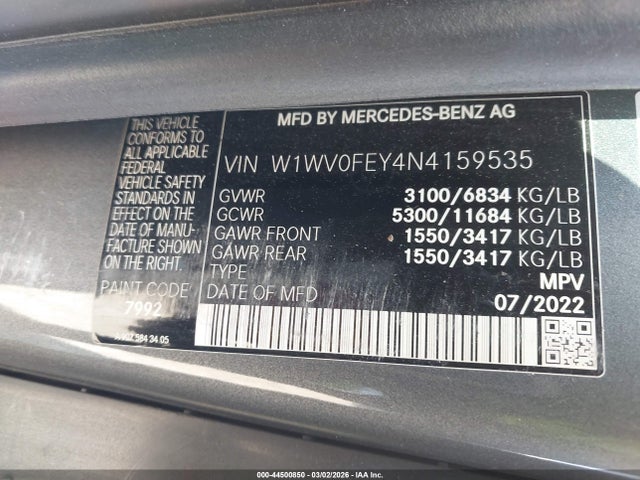 THIS VEHICLE
CONFORMS TO
ALL APPLICABLE
FEDERAL
VEHICLE SAFETY
STANDARDS IN
EFFECT ON THE
DATE OF MANU-
FACTURE SHOWN
ON THE RIGHT.
PAINT CODE
7992
MFD BY MERCEDES-BENZ AG
VIN W1WV0FEY4N4159535
GVWR 3100/6834 KG/LB
GCWR 5300/11684 KG/LB
GAWR FRONT 1550/3417 KG/LB
GAWR REAR 1550/3417 KG/LB
TYPE MPV
DATE OF MFD 07/2022
584 34 05
000-44500850 | 03/02/2026 - IAA Inc.